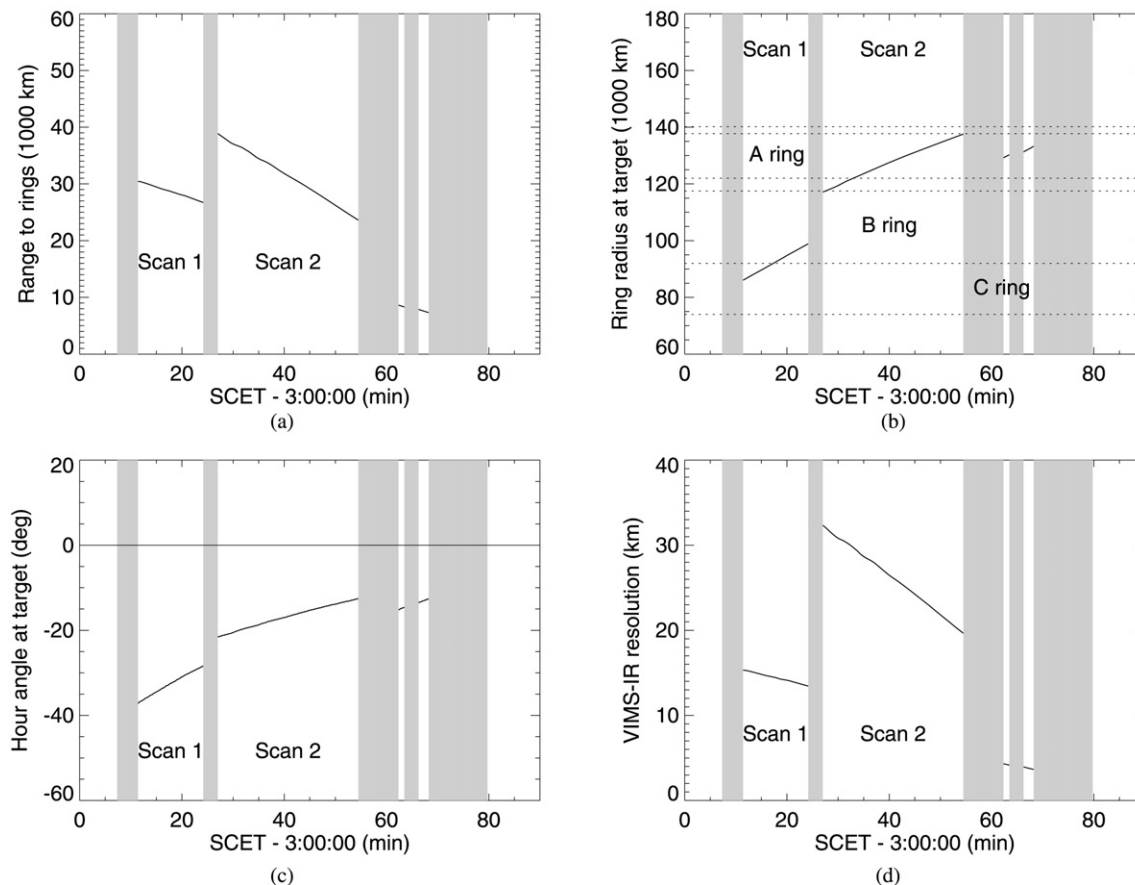 60
50
40
30
20
10
0
Range to rings (1000 km)
Scan 1
Scan 2
0
20
40
60
80
SCET - 3:00:00 (min)
(a)
180
160
140
120
100
80
60
Ring radius at target (1000 km)
Scan 1
Scan 2
A ring
B ring
C ring
0
20
40
60
80
SCET - 3:00:00 (min)
(b)
20
0
-20
-40
-60
Hour angle at target (deg)
Scan 1
Scan 2
0
20
40
60
80
SCET - 3:00:00 (min)
(c)
40
30
20
10
0
VIMS-IR resolution (km)
Scan 1
Scan 2
0
20
40
60
80
SCET - 3:00:00 (min)
(d)